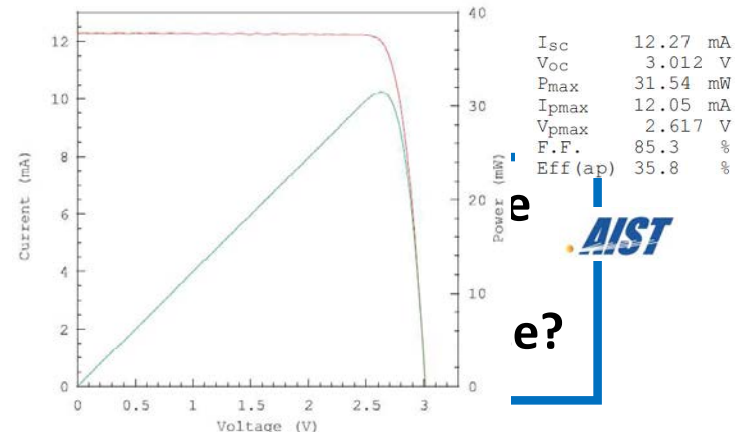 40
12
10
30
8
20
6
4
10
2
0
0
0 0.5 1 1.5 2 2.5 3
Current (mA)
Power (mW)
Voltage (V)
Isc 12.27 mA
Voc 3.012 V
Pmax 31.54 mW
Ipmax 12.05 mA
Vpmax 2.617 V
F.F. 85.3 %
Eff(ap) 35.8 %
e
AIST
e?